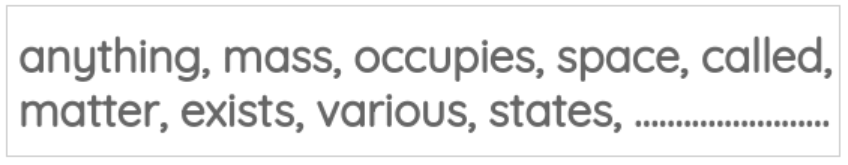 anything, mass, occupies, space, called,
matter, exists, various, states, ........................